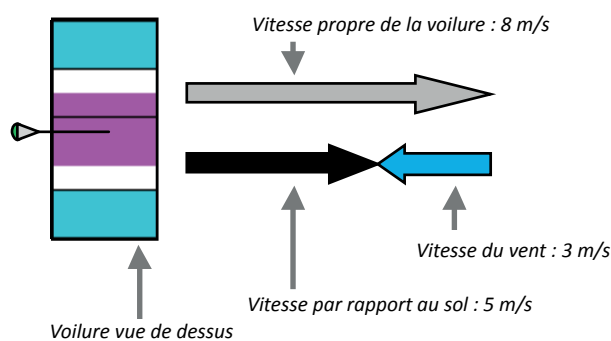 Vitesse propre de la voilure : 8 m/s
Vitesse du vent : 3 m/s
Vitesse par rapport au sol : 5 m/s
Voilure vue de dessus